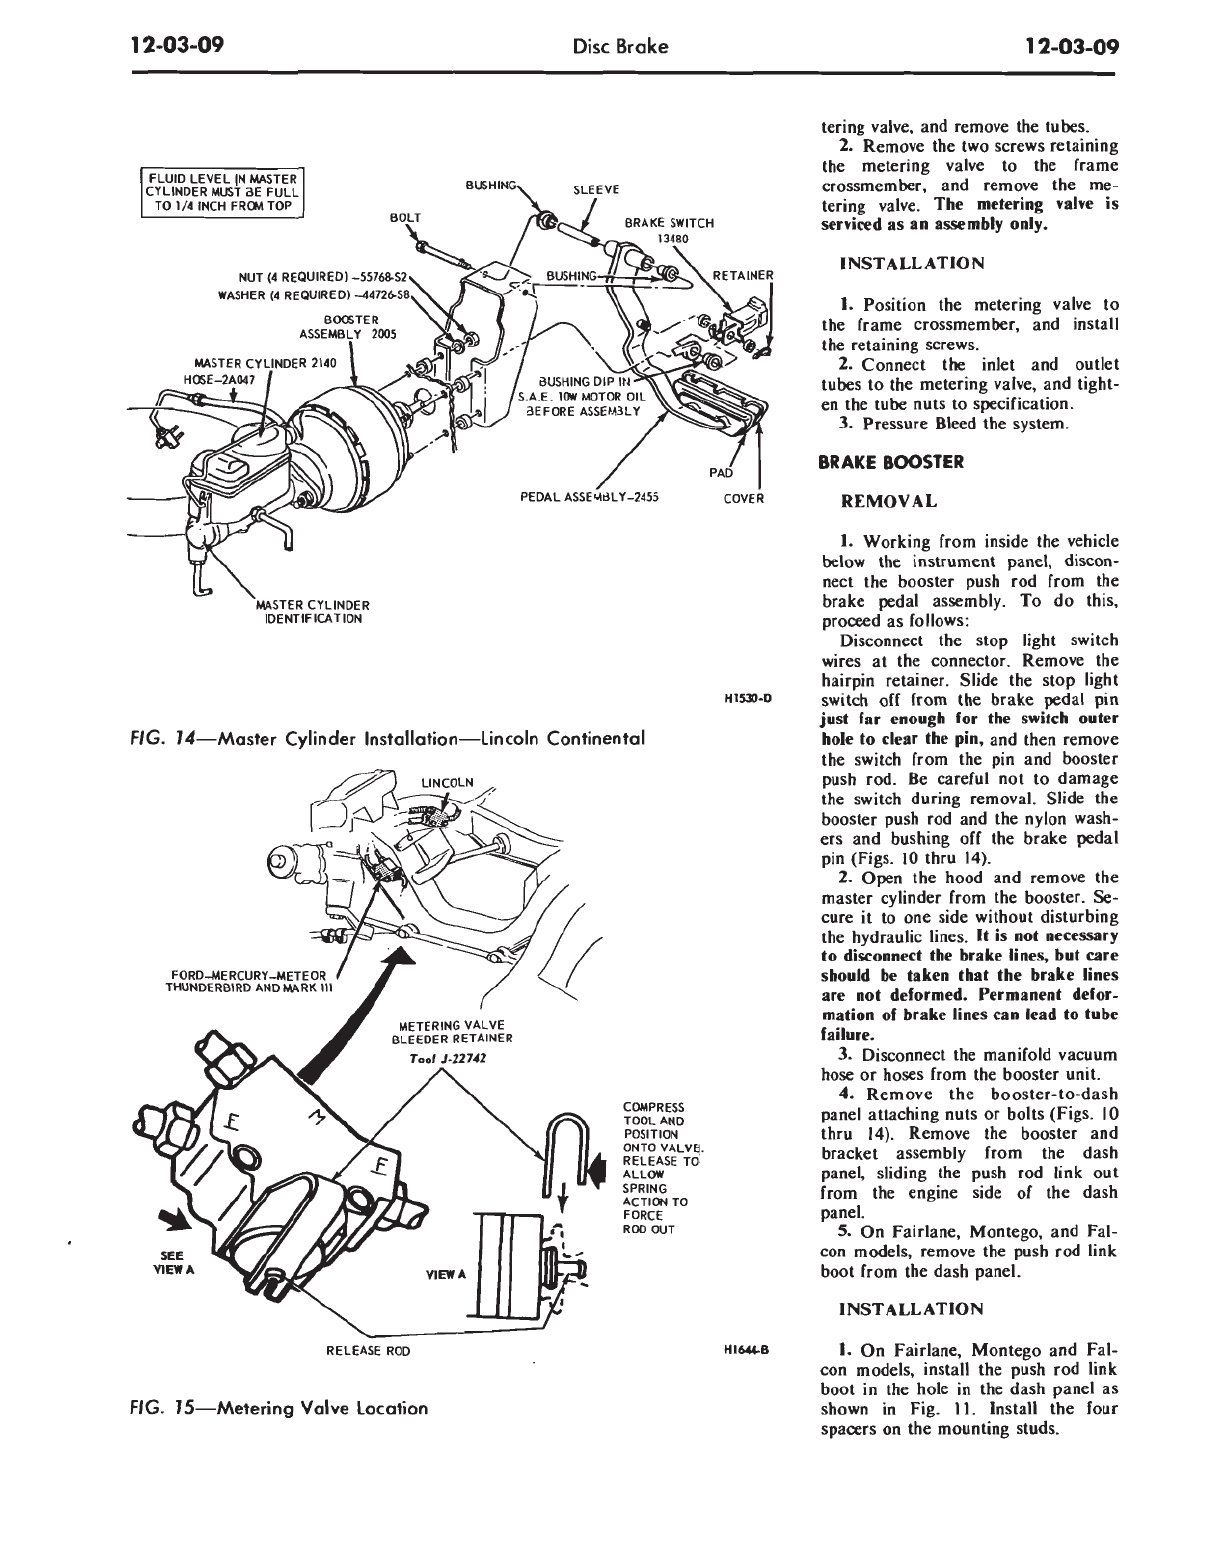 12-03-09
Disc Brake
12-03-09
FLUID LEVEL IN MASTER
CYLINDER MUST BE FULL
TO 1/4 INCH FROM TOP
BUSHING
SLEEVE
BOLT
BRAKE SWITCH
13480
NUT (4 REQUIRED) -55768-S2
BUSHING
RETAINER
WASHER (4 REQUIRED) -44726-S8
BOOSTER
ASSEMBLY 2005
MASTER CYLINDER 2140
HOSE-2A047
BUSHING DIP IN
S.A.E. 10W MOTOR OIL
BEFORE ASSEMBLY
PAD
PEDAL ASSEMBLY-2455
COVER
MASTER CYLINDER
IDENTIFICATION
H1530-D
FIG. 14—Master Cylinder Installation—Lincoln Continental
LINCOLN
FORD-MERCURY-METEOR
THUNDERBIRD AND MARK III
METERING VALVE
BLEEDER RETAINER
Tool J-22742
COMPRESS
TOOL AND
POSITION
ONTO VALVE.
RELEASE TO
ALLOW
SPRING
ACTION TO
FORCE
ROD OUT
E
M
F
SEE
VIEW A
VIEW A
RELEASE ROD
H1644-B
FIG. 15—Metering Valve Location
tering valve, and remove the tubes.
2. Remove the two screws retaining
the metering valve to the frame
crossmember, and remove the me-
tering valve. The metering valve is
serviced as an assembly only.
INSTALLATION
1. Position the metering valve to
the frame crossmember, and install
the retaining screws.
2. Connect the inlet and outlet
tubes to the metering valve, and tight-
en the tube nuts to specification.
3. Pressure Bleed the system.
BRAKE BOOSTER
REMOVAL
1. Working from inside the vehicle
below the instrument panel, discon-
nect the booster push rod from the
brake pedal assembly. To do this,
proceed as follows:
Disconnect the stop light switch
wires at the connector. Remove the
hairpin retainer. Slide the stop light
switch off from the brake pedal pin
just far enough for the switch outer
hole to clear the pin, and then remove
the switch from the pin and booster
push rod. Be careful not to damage
the switch during removal. Slide the
booster push rod and the nylon wash-
ers and bushing off the brake pedal
pin (Figs. 10 thru 14).
2. Open the hood and remove the
master cylinder from the booster. Se-
cure it to one side without disturbing
the hydraulic lines. It is not necessary
to disconnect the brake lines, but care
should be taken that the brake lines
are not deformed. Permanent defor-
mation of brake lines can lead to tube
failure.
3. Disconnect the manifold vacuum
hose or hoses from the booster unit.
4. Remove the booster-to-dash
panel attaching nuts or bolts (Figs. 10
thru 14). Remove the booster and
bracket assembly from the dash
panel, sliding the push rod link out
from the engine side of the dash
panel.
5. On Fairlane, Montego, and Fal-
con models, remove the push rod link
boot from the dash panel.
INSTALLATION
1. On Fairlane, Montego and Fal-
con models, install the push rod link
boot in the hole in the dash panel as
shown in Fig. 11. Install the four
spacers on the mounting studs.